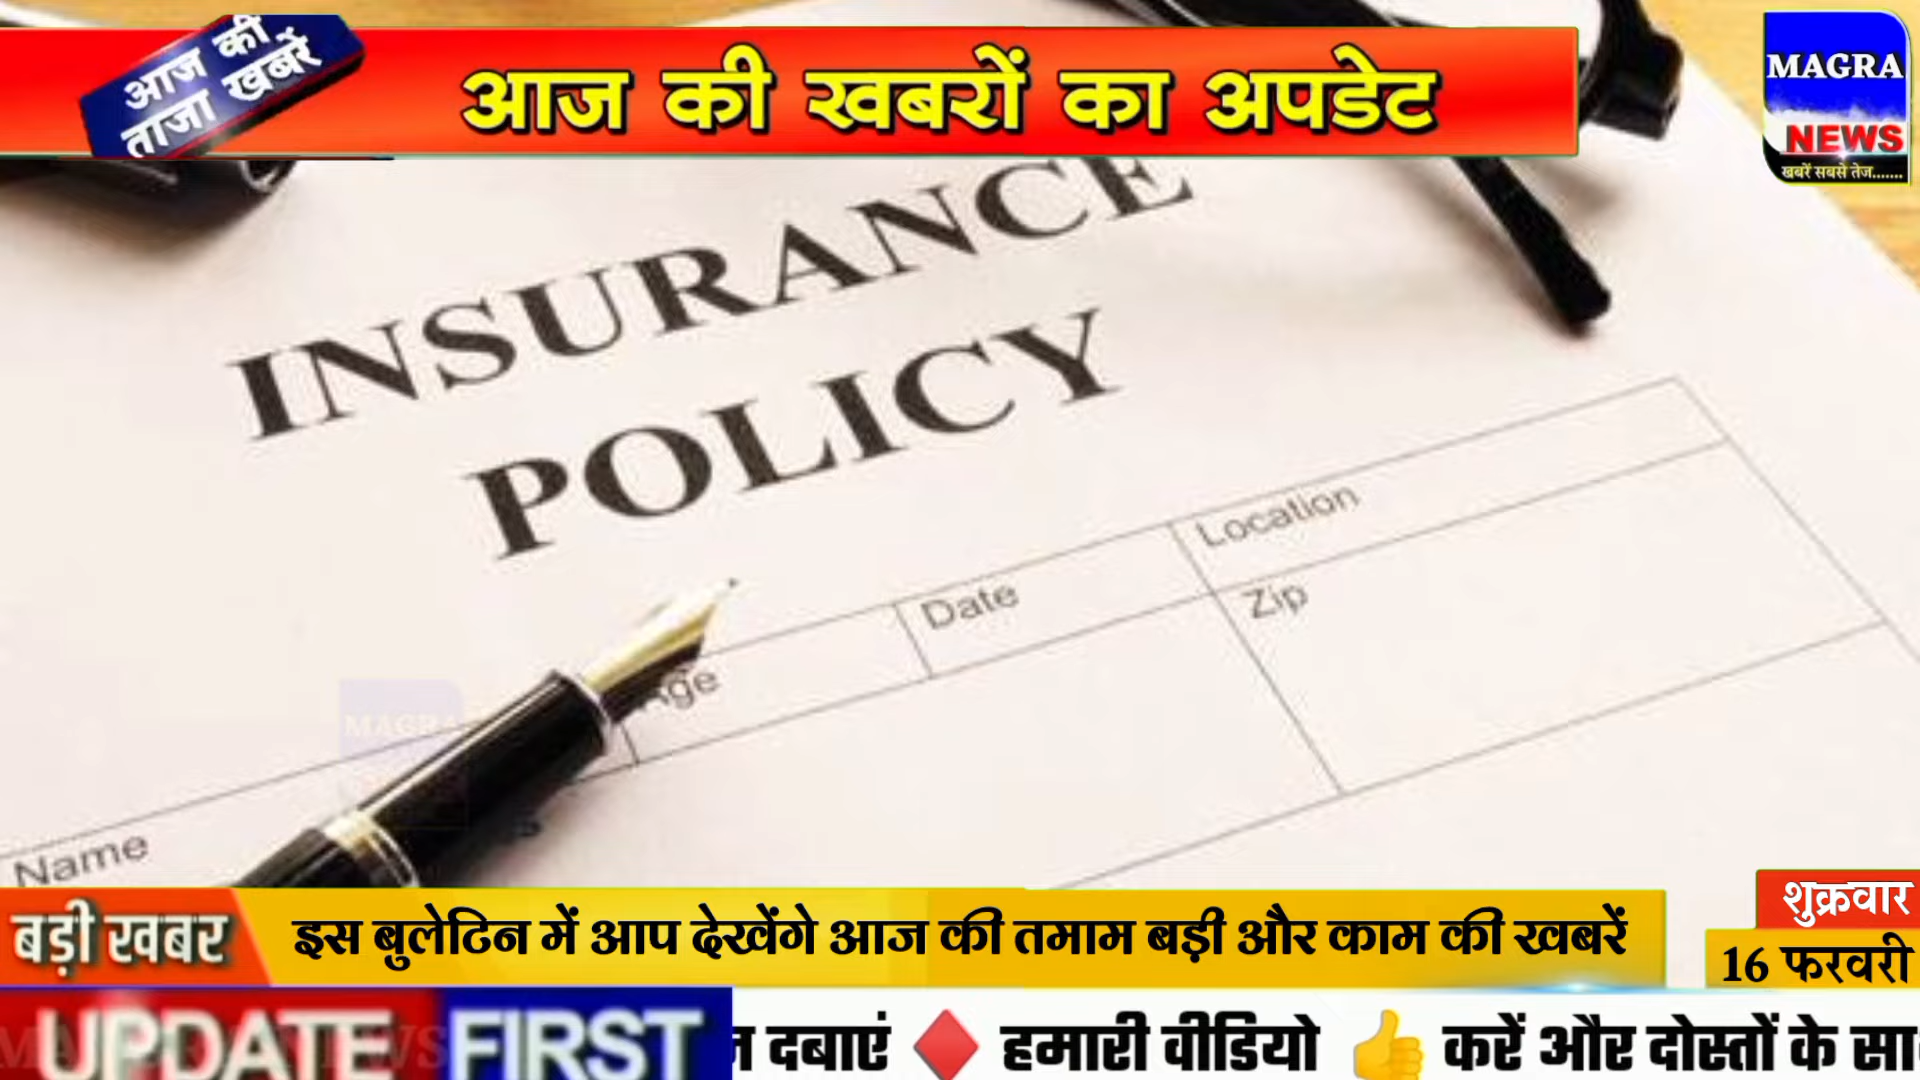 आज की
ताजा खबरें
आज की खबरों का अपडेट
MAGRA
NEWS
खबरें सबसे तेज.......
INSURANCE
POLICY
Location
Date
Zip
Name
बड़ी खबर
इस बुलेटिन में आप देखेंगे आज की तमाम बड़ी और काम की खबरें
शुक्रवार
16 फरवरी
UPDATE FIRST
दबाएं ♦ हमारी वीडियो 👍 करें और दोस्तों के